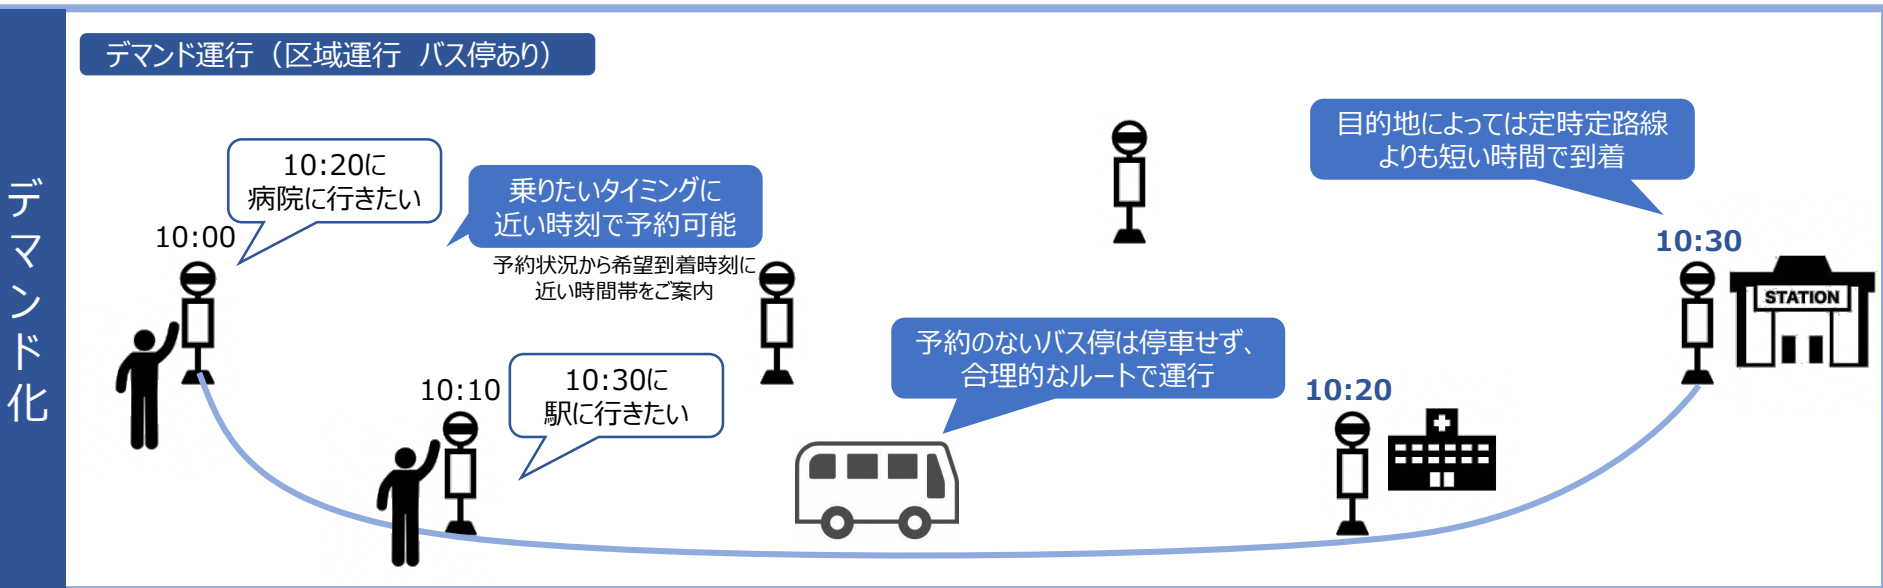 デマンド化
デマンド運行（区域運行　バス停あり）
10:20に
病院に行きたい
10:00
乗りたいタイミングに
近い時刻で予約可能
予約状況から希望到着時刻に
近い時間帯をご案内
10:10
10:30に
駅に行きたい
予約のないバス停は停車せず、
合理的なルートで運行
目的地によっては定時定路線
よりも短い時間で到着
10:20
10:30
STATION